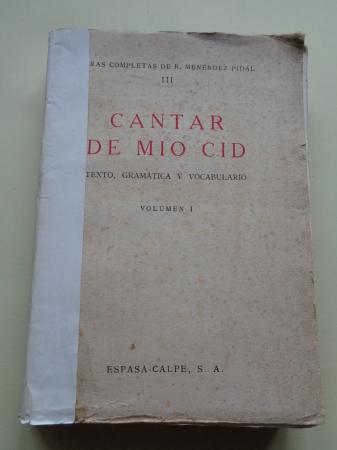 RAS COMPLETAS DE R. MENÉNDEZ PIDAL
III
CANTAR
DE MIO CID
TEXTO, GRAMÁTICA Y VOCABULARIO
VOLUMEN I
ESPASA-CALPE, S. A.